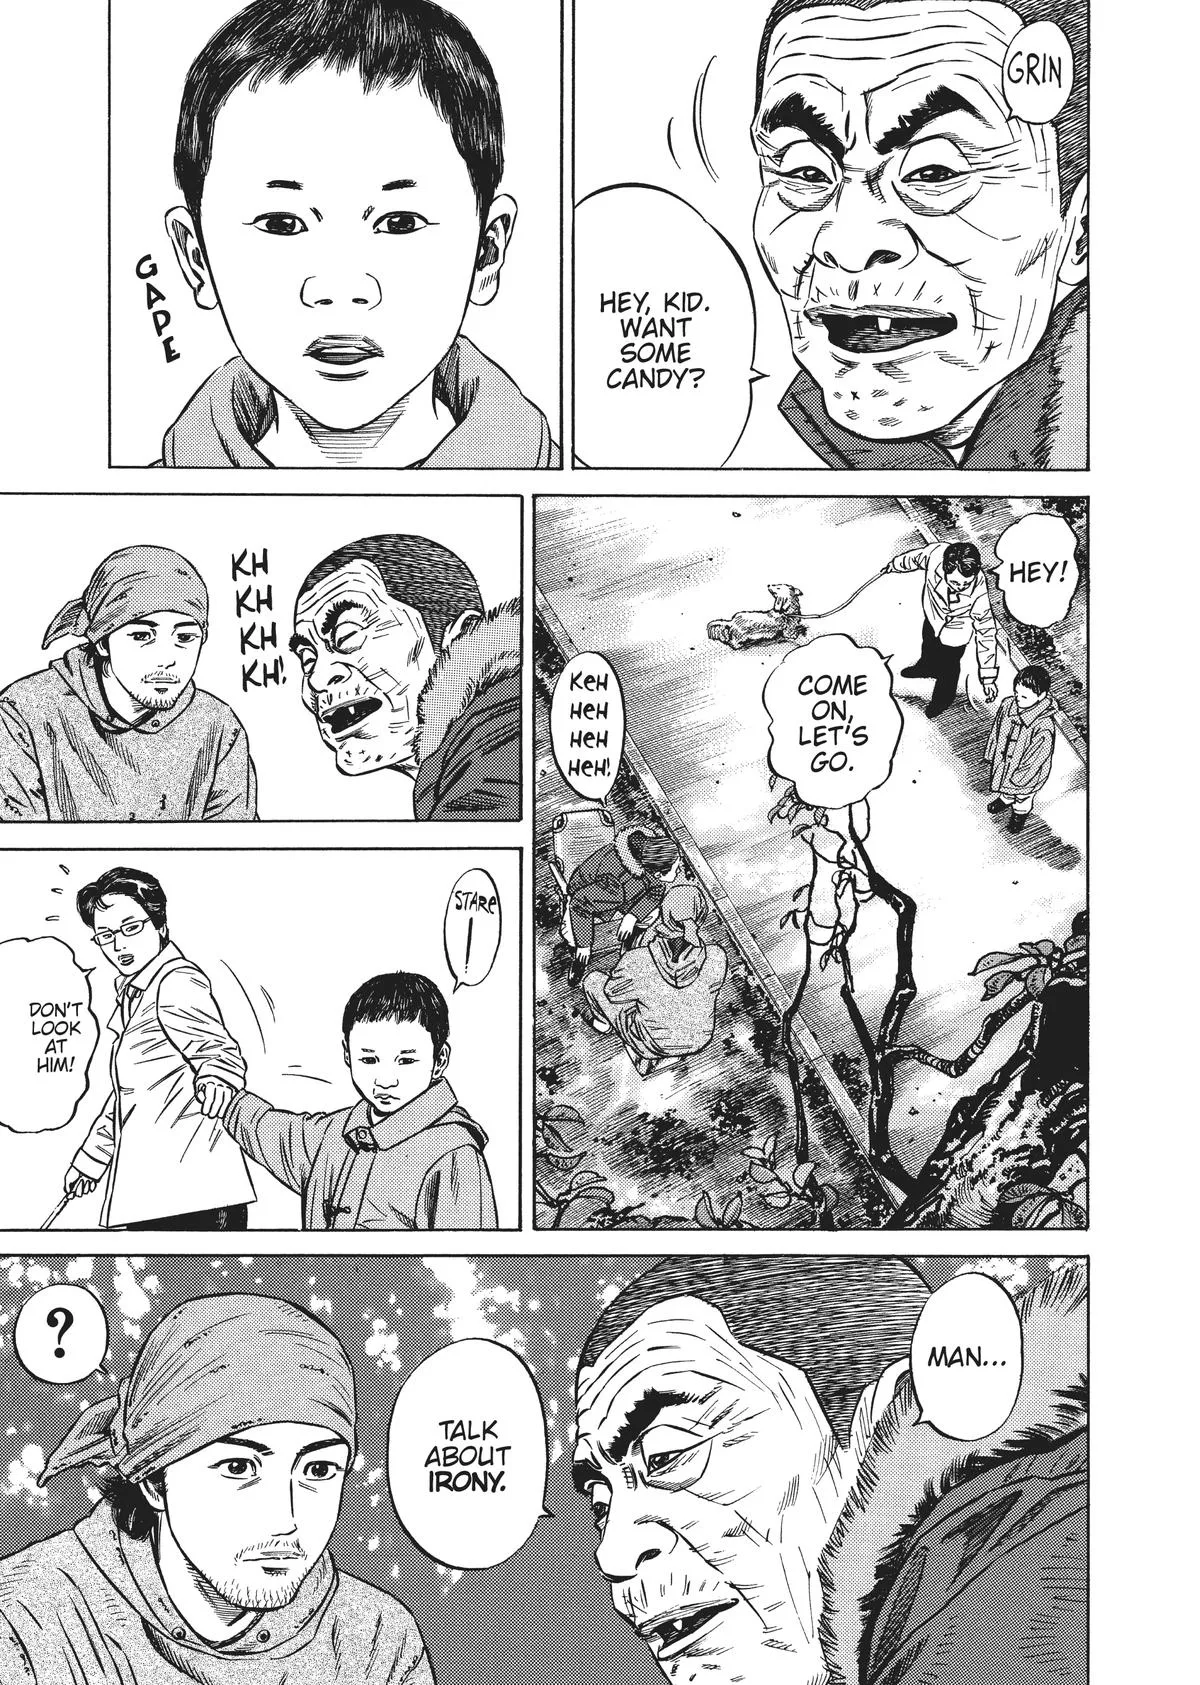 GRIN
HEY, KID.
WANT
SOME
CANDY?
GAPE
HEY!
COME
ON,
LET'S
GO.
KEH
HEH
HEH
HEH!
KH
KH
KH
KH!
STARE
DON'T
LOOK
AT
HIM!
MAN...
TALK
ABOUT
IRONY.
?